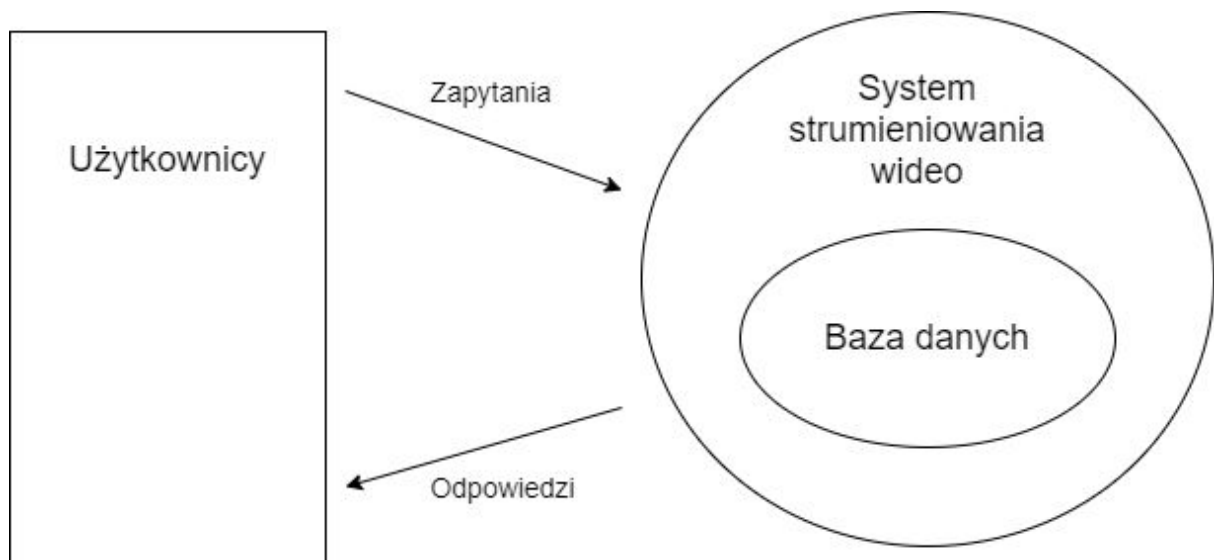 Użytkownicy
Zapytania
System
strumieniowania
wideo
Baza danych
Odpowiedzi